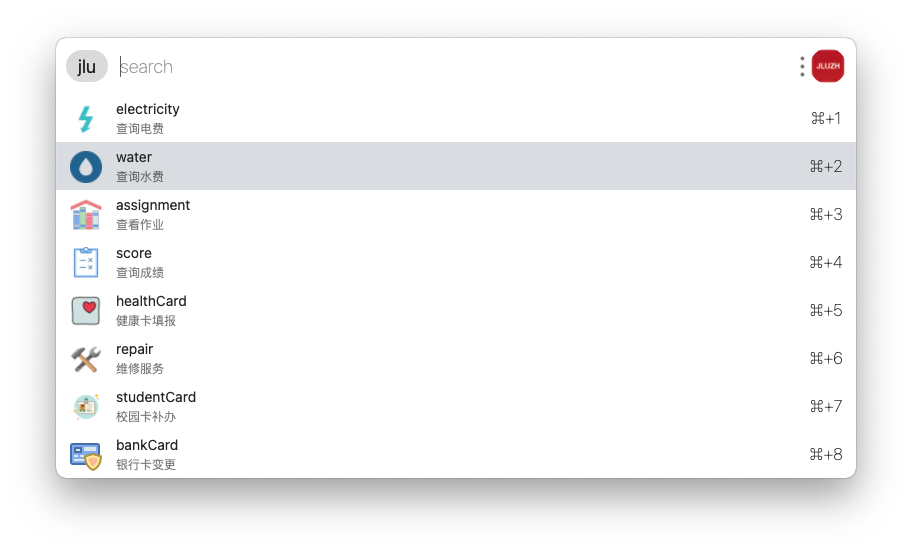 jlu search JLUZH
electricity
查询电费 ⌘+1
water
查询水费 ⌘+2
assignment
查看作业 ⌘+3
score
查询成绩 ⌘+4
healthCard
健康卡填报 ⌘+5
repair
维修服务 ⌘+6
studentCard
校园卡补办 ⌘+7
bankCard
银行卡变更 ⌘+8